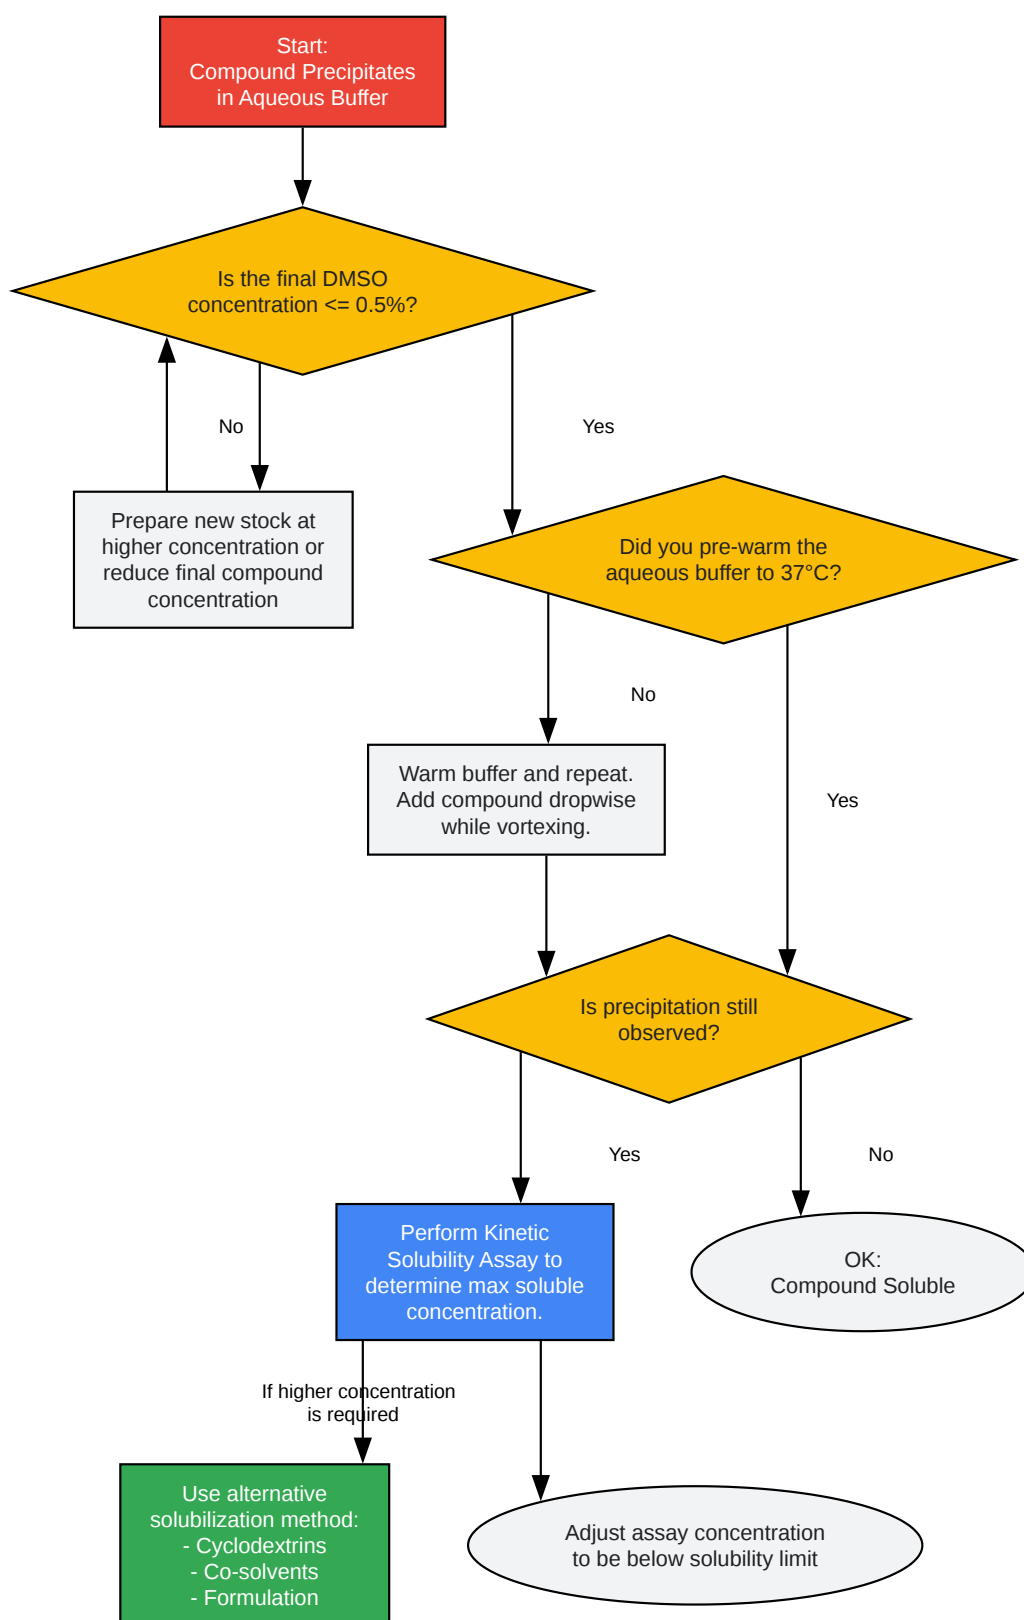 Start:
Compound Precipitates
in Aqueous Buffer
Is the final DMSO
concentration <= 0.5%?
No
Yes
Prepare new stock at
higher concentration or
reduce final compound
concentration
Did you pre-warm the
aqueous buffer to 37°C?
No
Yes
Warm buffer and repeat.
Add compound dropwise
while vortexing.
Is precipitation still
observed?
Yes
No
Perform Kinetic
Solubility Assay to
determine max soluble
concentration.
OK:
Compound Soluble
If higher concentration
is required
Use alternative
solubilization method:
- Cyclodextrins
- Co-solvents
- Formulation
Adjust assay concentration
to be below solubility limit